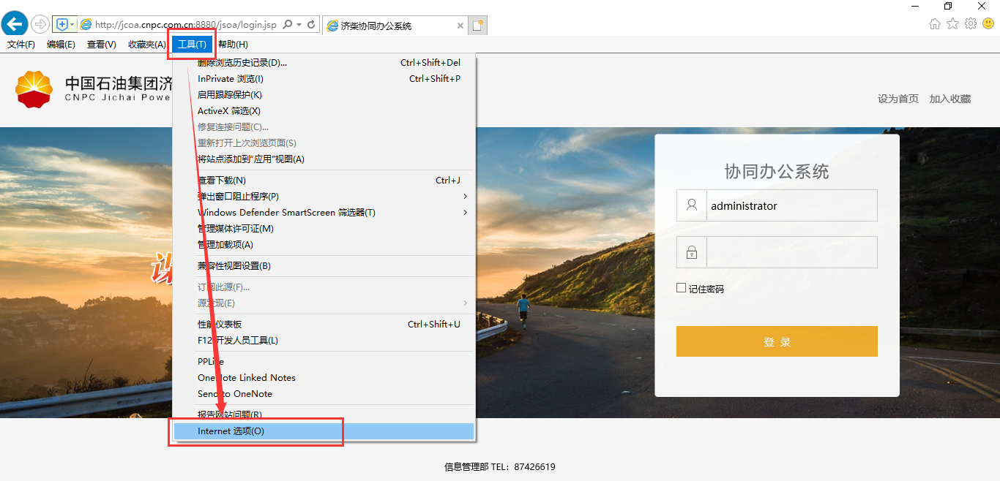 http://jcoa.cnpc.com.cn:8880/jsoa/login.jsp
济柴协同办公系统
文件(F) 编辑(E) 查看(V) 收藏夹(A) 工具(T) 帮助(H)
中国石油集团济
CNPC Jichai Powe
设为首页 加入收藏
删除浏览历史记录(D)... Ctrl+Shift+Del
InPrivate 浏览(I) Ctrl+Shift+P
启用跟踪保护(K)
ActiveX 筛选(X)
修复连接问题(C)...
重新打开上次浏览页面(S)
将站点添加到“应用”视图(A)
查看下载(N) Ctrl+J
弹出窗口阻止程序(P)
Windows Defender SmartScreen 筛选器(T)
管理媒体许可证(M)
管理加载项(A)
兼容性视图设置(B)
订阅此源(F)...
源发现(E)
性能仪表板 Ctrl+Shift+U
F12 开发人员工具(L)
PPLive
OneNote Linked Notes
Send to OneNote
报告网站问题(R)
Internet 选项(O)
协同办公系统
administrator
记住密码
登 录
信息管理部 TEL：87426619